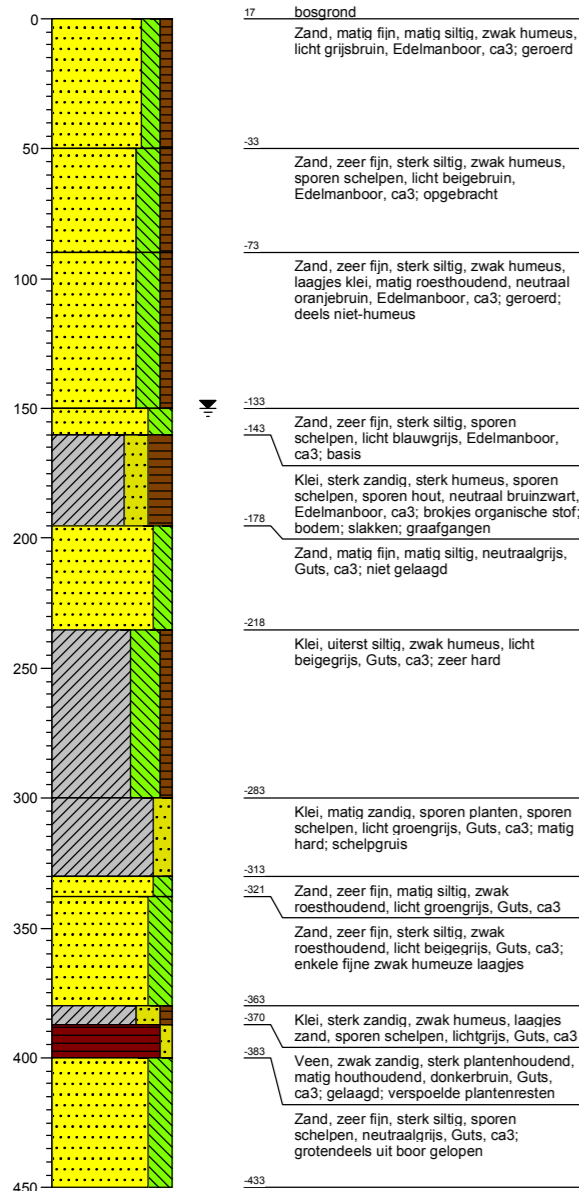 0
17
bosgrond
Zand, matig fijn, matig siltig, zwak humeus,
licht grijsbruin, Edelmanboor, ca3; geroerd
50
-33
Zand, zeer fijn, sterk siltig, zwak humeus,
sporen schelpen, licht beigebruin,
Edelmanboor, ca3; opgebracht
-73
100
Zand, zeer fijn, sterk siltig, zwak humeus,
laagjes klei, matig roesthoudend, neutraal
oranjebruin, Edelmanboor, ca3; geroerd;
deels niet-humeus
150
-133
Zand, zeer fijn, sterk siltig, sporen
schelpen, licht blauwgrijs, Edelmanboor,
ca3; basis
-143
Klei, sterk zandig, sterk humeus, sporen
schelpen, sporen hout, neutraal bruinzwart,
Edelmanboor, ca3; brokjes organische stof;
bodem; slakken; graafgangen
-178
200
Zand, matig fijn, matig siltig, neutraalgrijs,
Guts, ca3; niet gelaagd
-218
250
Klei, uiterst siltig, zwak humeus, licht
beigegrijs, Guts, ca3; zeer hard
300
-283
Klei, matig zandig, sporen planten, sporen
schelpen, licht groengrijs, Guts, ca3; matig
hard; schelpgruis
-313
Zand, zeer fijn, matig siltig, zwak
roesthoudend, licht groengrijs, Guts, ca3
-321
350
Zand, zeer fijn, sterk siltig, zwak
roesthoudend, licht beigegrijs, Guts, ca3;
enkele fijne zwak humeuze laagjes
-363
Klei, sterk zandig, zwak humeus, laagjes
zand, sporen schelpen, lichtgrijs, Guts, ca3
-370
400
Veen, zwak zandig, sterk plantenhoudend,
matig houthoudend, donkerbruin, Guts,
ca3; gelaagd; verspoelde plantenresten
-383
Zand, zeer fijn, sterk siltig, sporen
schelpen, neutraalgrijs, Guts, ca3;
grotendeels uit boor gelopen
450
-433